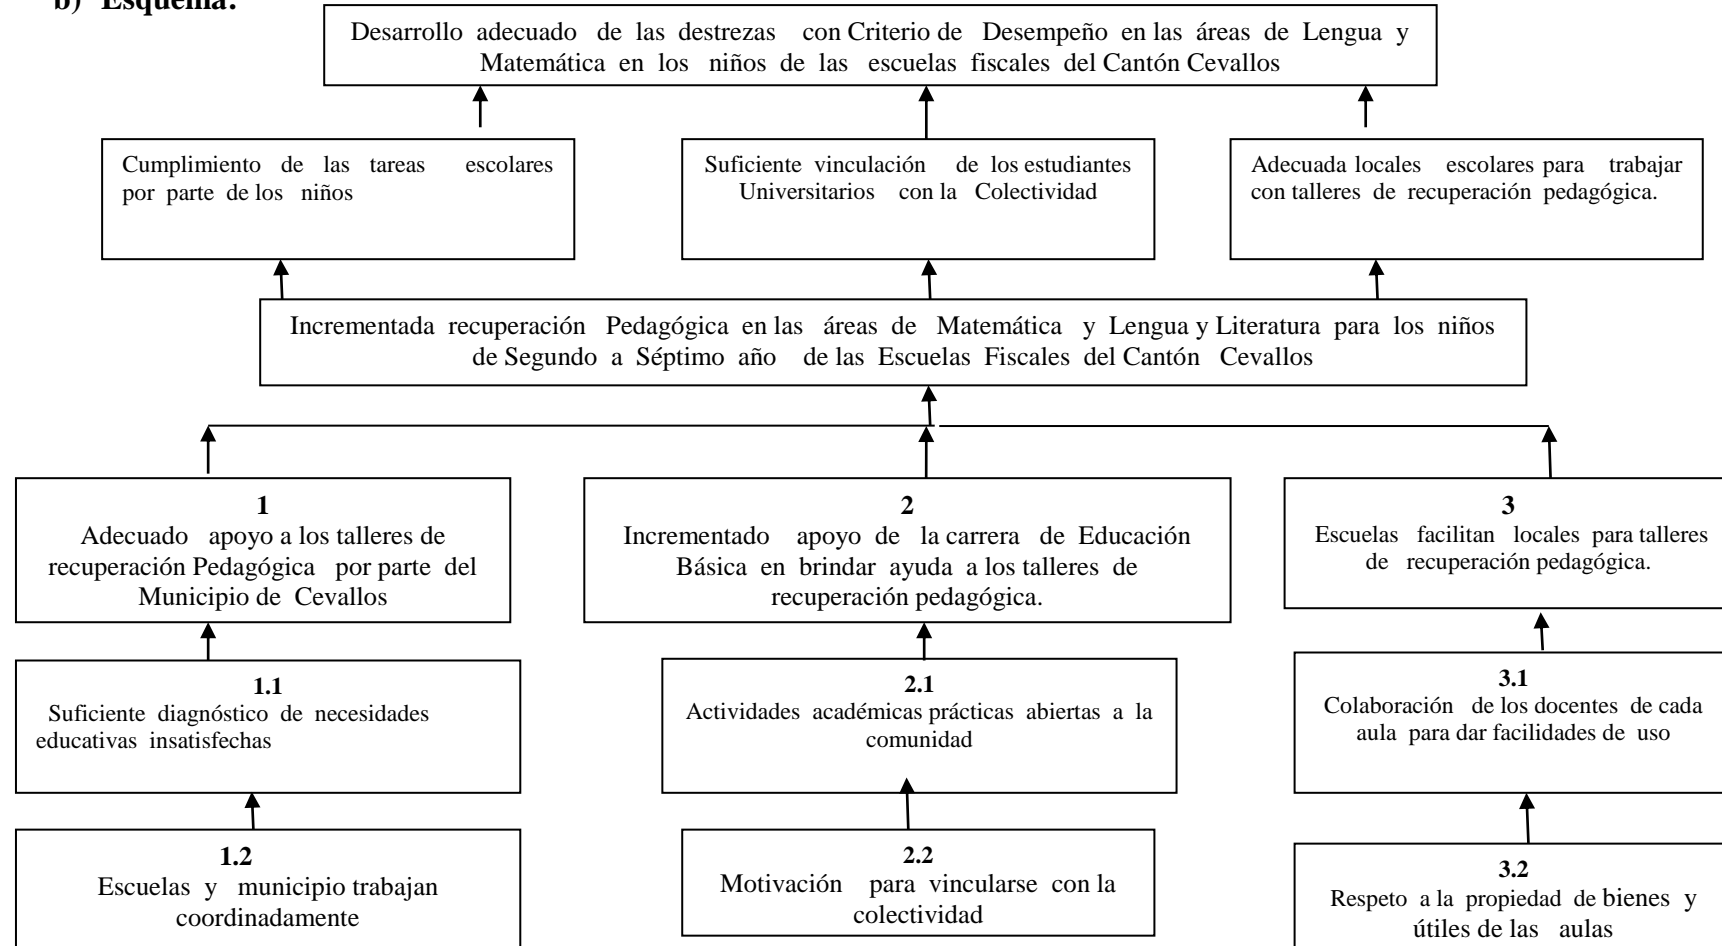 b) Esquema:
Desarrollo adecuado de las destrezas con Criterio de Desempeño en las áreas de Lengua y
Matemática en los niños de las escuelas fiscales del Cantón Cevallos
Cumplimiento de las tareas escolares
por parte de los niños
Suficiente vinculación de los estudiantes
Universitarios con la Colectividad
Adecuada locales escolares para trabajar
con talleres de recuperación pedagógica.
Incrementada recuperación Pedagógica en las áreas de Matemática y Lengua y Literatura para los niños
de Segundo a Séptimo año de las Escuelas Fiscales del Cantón Cevallos
1
Adecuado apoyo a los talleres de
recuperación Pedagógica por parte del
Municipio de Cevallos
2
Incrementado apoyo de la carrera de Educación
Básica en brindar ayuda a los talleres de
recuperación pedagógica.
3
Escuelas facilitan locales para talleres
de recuperación pedagógica.
1.1
Suficiente diagnóstico de necesidades
educativas insatisfechas
2.1
Actividades académicas prácticas abiertas a la
comunidad
3.1
Colaboración de los docentes de cada
aula para dar facilidades de uso
1.2
Escuelas y municipio trabajan
coordinadamente
2.2
Motivación para vincularse con la
colectividad
3.2
Respeto a la propiedad de bienes y
útiles de las aulas